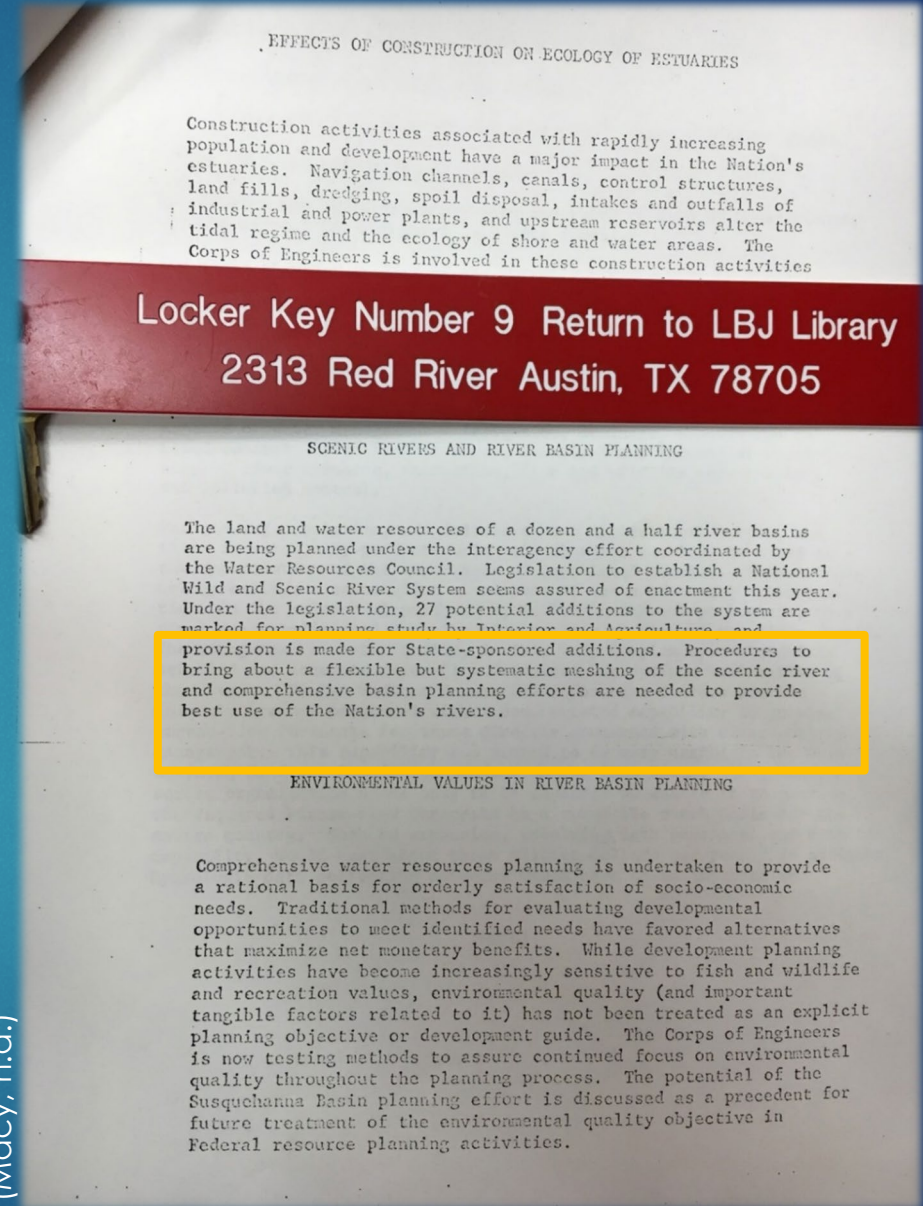 EFFECTS OF CONSTRUCTION ON ECOLOGY OF ESTUARIES
Construction activities associated with rapidly increasing
population and development have a major impact in the Nation's
estuaries. Navigation channels, canals, control structures,
land fills, dredging, spoil disposal, intakes and outfalls of
industrial and power plants, and upstream reservoirs alter the
tidal regime and the ecology of shore and water areas. The
Corps of Engineers is involved in these construction activities
Locker Key Number 9 Return to LBJ Library
2313 Red River Austin, TX 78705
SCENIC RIVERS AND RIVER BASIN PLANNING
The land and water resources of a dozen and a half river basins
are being planned under the interagency effort coordinated by
the Water Resources Council. Legislation to establish a National
Wild and Scenic River System seems assured of enactment this year.
Under the legislation, 27 potential additions to the system are
marked for planning study by Interior and Agriculture, and
provision is made for State-sponsored additions. Procedures to
bring about a flexible but systematic meshing of the scenic river
and comprehensive basin planning efforts are needed to provide
best use of the Nation's rivers.
ENVIRONMENTAL VALUES IN RIVER BASIN PLANNING
Comprehensive water resources planning is undertaken to provide
a rational basis for orderly satisfaction of socio-economic
needs. Traditional methods for evaluating developmental
opportunities to meet identified needs have favored alternatives
that maximize net monetary benefits. While development planning
activities have become increasingly sensitive to fish and wildlife
and recreation values, environmental quality (and important
tangible factors related to it) has not been treated as an explicit
planning objective or development guide. The Corps of Engineers
is now testing methods to assure continued focus on environmental
quality throughout the planning process. The potential of the
Susquehanna Basin planning effort is discussed as a precedent for
future treatment of the environmental quality objective in
Federal resource planning activities.
(Macy, n.d.)